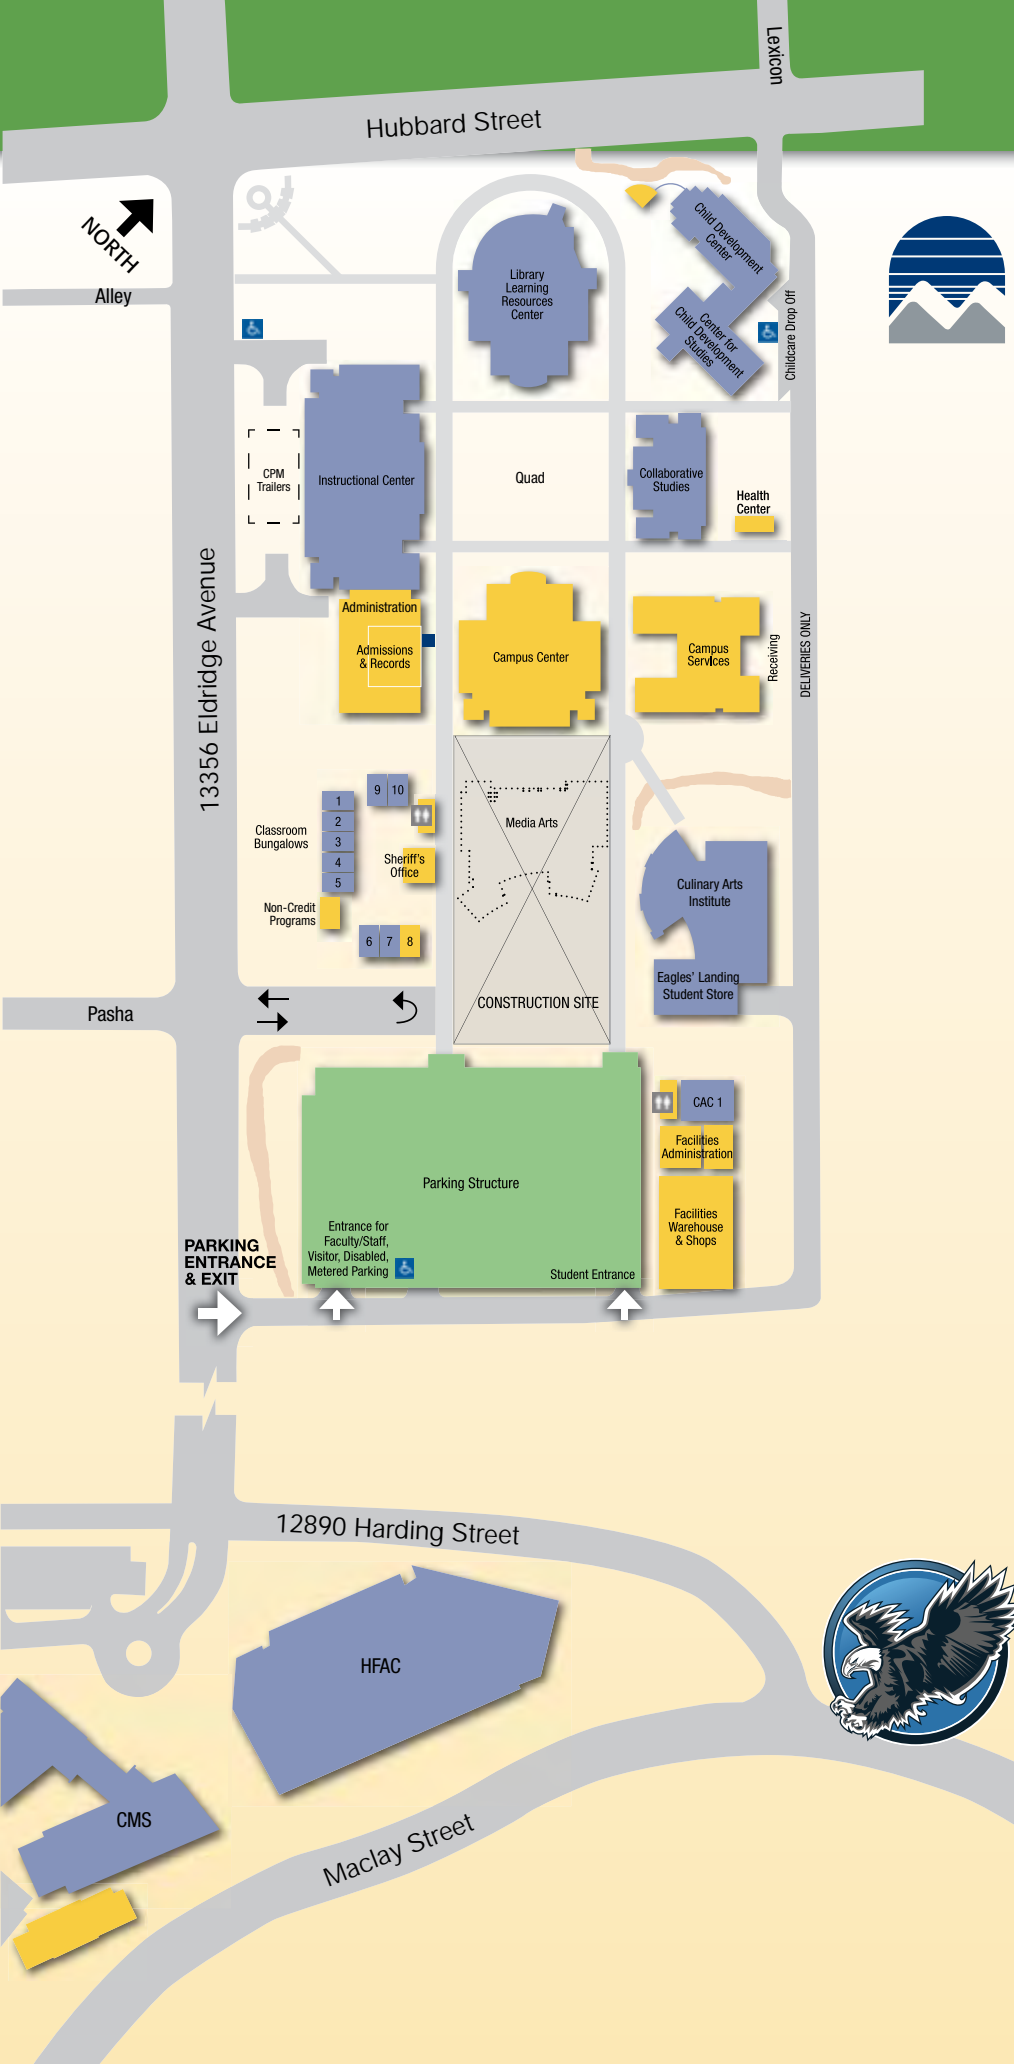 Lexicon
Hubbard Street
NORTH
Alley
Child Development
Center
Library
Learning
Resources
Center
Center for
Child Development
Studies
Childcare Drop Off
CPM
Trailers
Instructional Center
Quad
Collaborative
Studies
Health
Center
13356 Eldridge Avenue
Administration
Admissions
& Records
Campus Center
Campus
Services
Receiving
DELIVERIES ONLY
9 10
1
2
3
4
5
Classroom
Bungalows
Media Arts
Sheriff's
Office
Non-Credit
Programs
6 7 8
Culinary Arts
Institute
Eagles' Landing
Student Store
Pasha
CONSTRUCTION SITE
CAC 1
Facilities
Administration
Parking Structure
Facilities
Warehouse
& Shops
Entrance for
Faculty/Staff,
Visitor, Disabled,
Metered Parking
Student Entrance
PARKING
ENTRANCE
& EXIT
12890 Harding Street
HFAC
CMS
Maclay Street